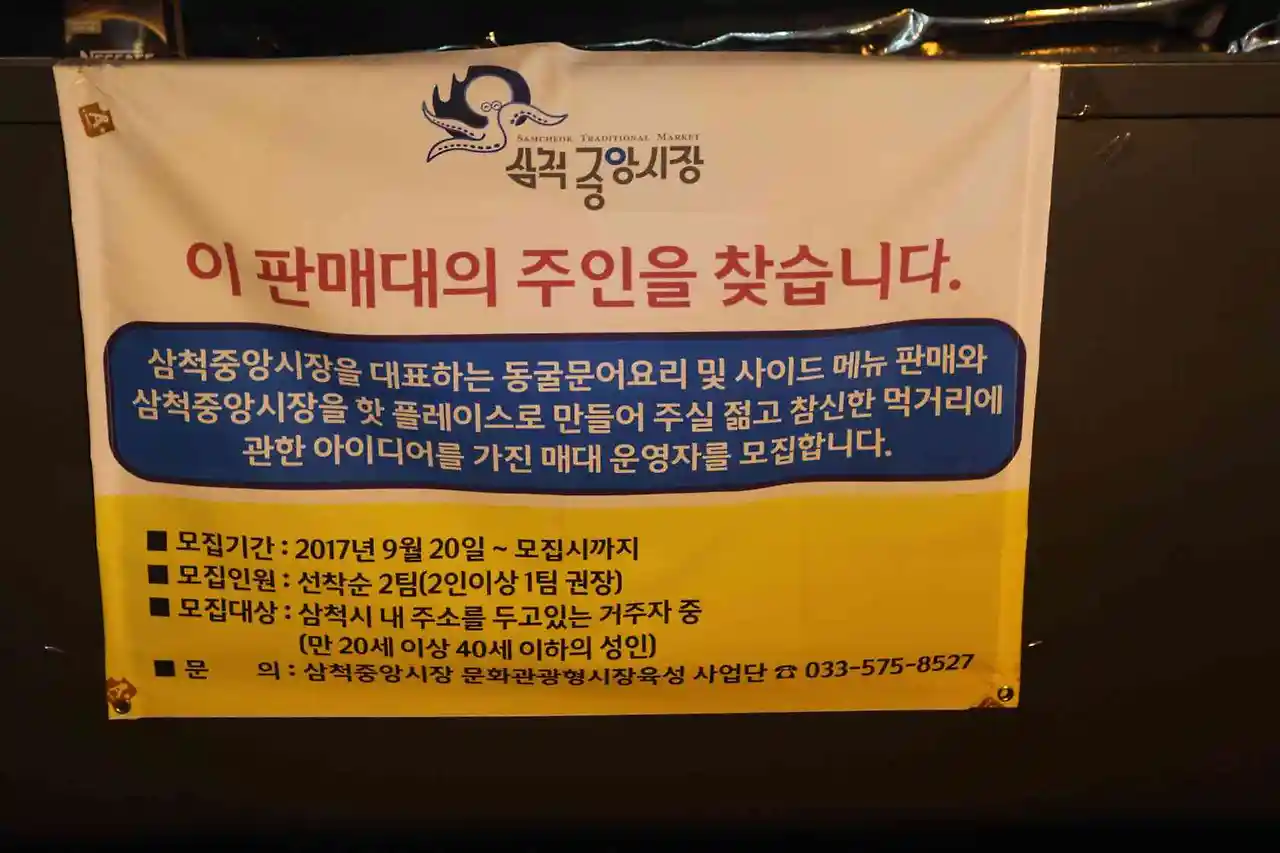 NESCAFE
SAMCHEOK TRADITIONAL MARKET
삼척 중앙시장
이 판매대의 주인을 찾습니다.
삼척중앙시장을 대표하는 동굴문어요리 및 사이드 메뉴 판매와
삼척중앙시장을 핫 플레이스로 만들어 주실 젊고 참신한 먹거리에
관한 아이디어를 가진 매대 운영자를 모집합니다.
■ 모집기간 : 2017년 9월 20일 ~ 모집시까지
■ 모집인원 : 선착순 2팀(2인이상 1팀 권장)
■ 모집대상 : 삼척시 내 주소를 두고있는 거주자 중
(만 20세 이상 40세 이하의 성인)
■ 문 의 : 삼척중앙시장 문화관광형시장육성 사업단 ☎ 033-575-8527